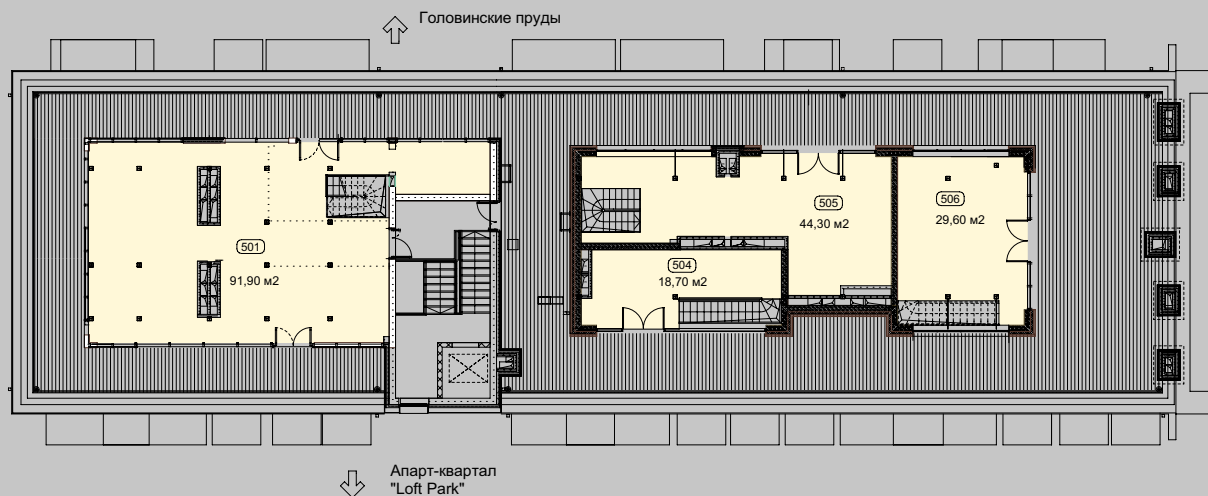 Головинские пруды
501
91,90 м2
505
44,30 м2
506
29,60 м2
504
18,70 м2
Апарт-квартал
"Loft Park"